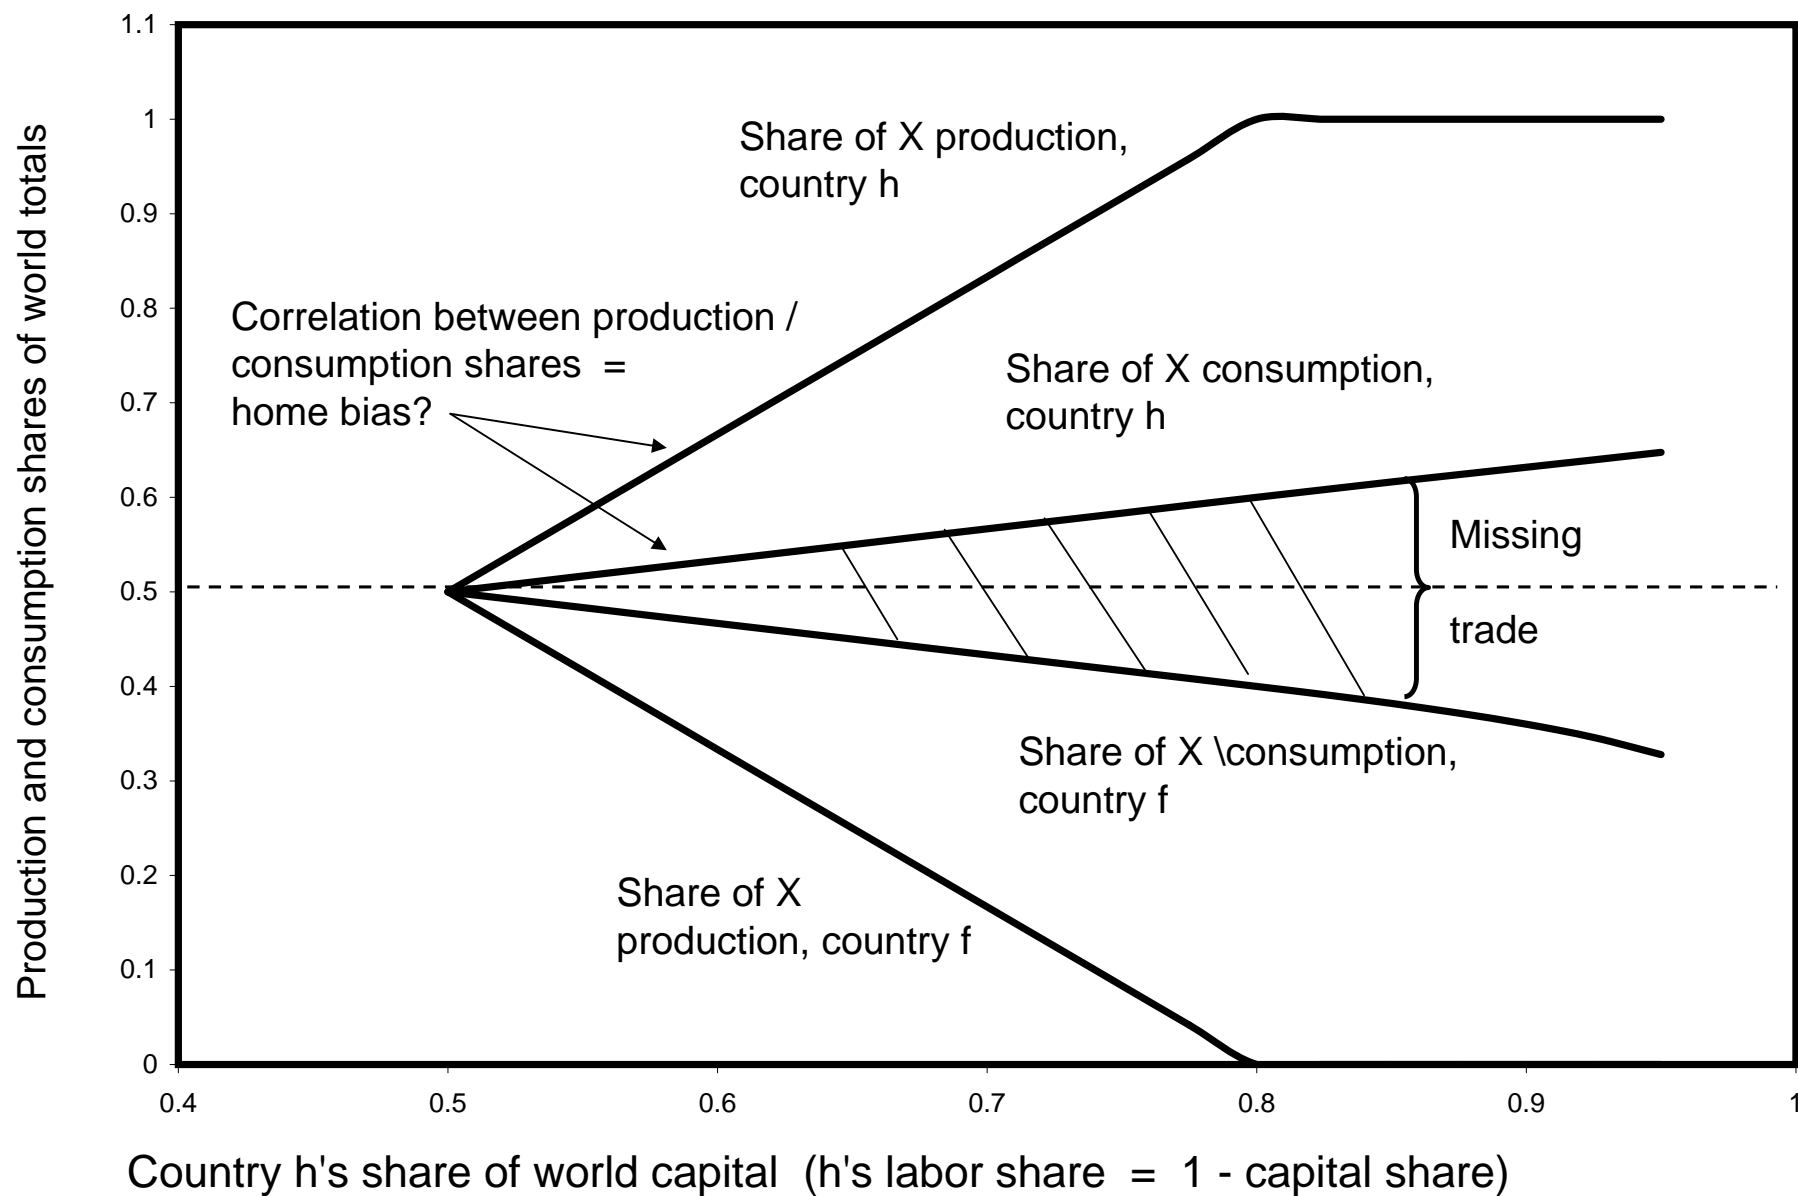 Production and consumption shares of world totals
1.1
1
0.9
0.8
0.7
0.6
0.5
0.4
0.3
0.2
0.1
0
Share of X production,
country h
Correlation between production /
consumption shares =
home bias?
Share of X consumption,
country h
Missing
trade
Share of X \consumption,
country f
Share of X
production, country f
0.4
0.5
0.6
0.7
0.8
0.9
1
Country h's share of world capital (h's labor share = 1 - capital share)